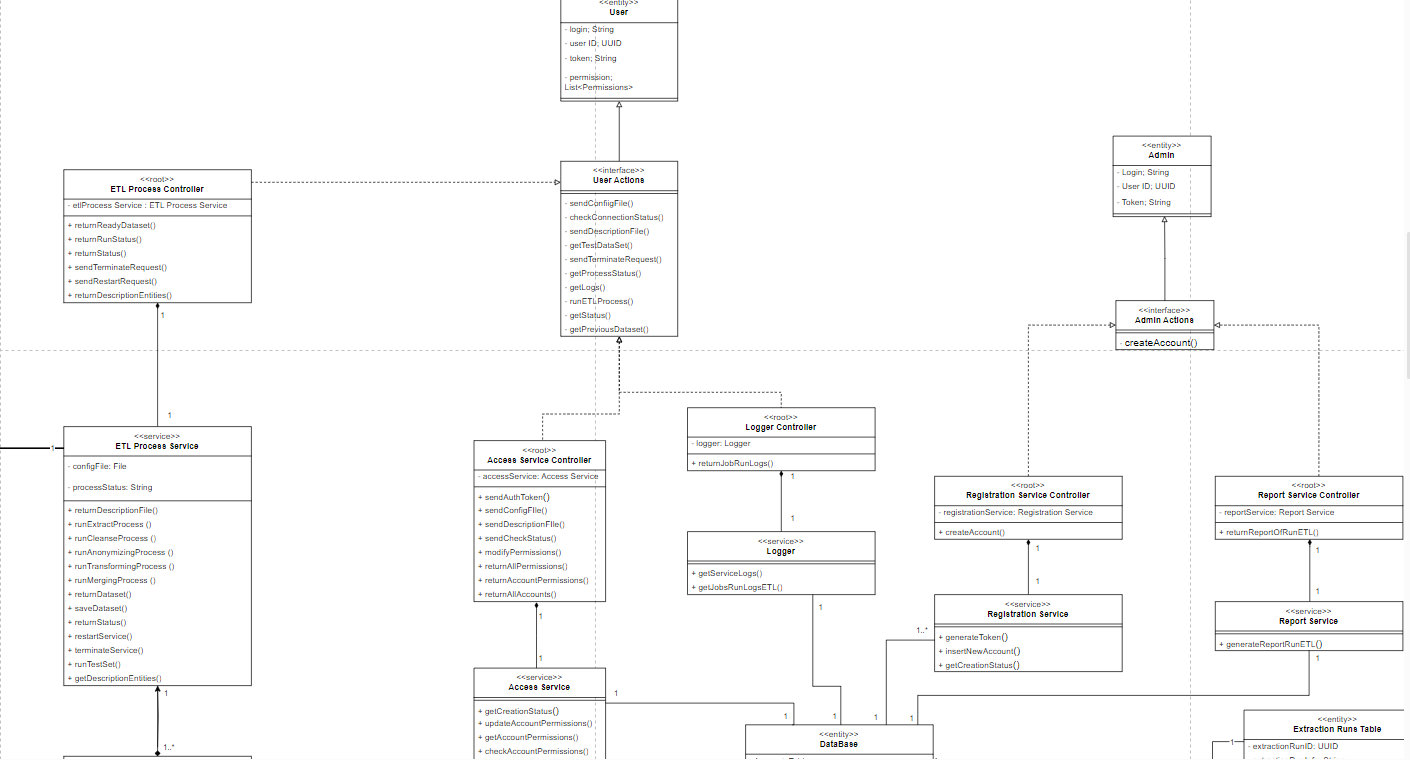 <<entity>>
User
- login; String
- user ID; UUID
- token; String
- permission;
List<Permissions>
<<root>>
ETL Process Controller
- etlProcess Service : ETL Process Service
+ returnReadyDataset()
+ returnRunStatus()
+ returnStatus()
+ sendTerminateRequest()
+ sendRestartRequest()
+ returnDescriptionEntities()
1
1
<<interface>>
User Actions
- sendConfiigFile()
- checkConnectionStatus()
- sendDescriptionFile()
- getTestDataSet()
- sendTerminateRequest()
- getProcessStatus()
- getLogs()
- runETLProcess()
- getStatus()
- getPreviousDataset()
<<entity>>
Admin
- Login; String
- User ID; UUID
- Token; String
<<interface>>
Admin Actions
- createAccount()
<<service>>
ETL Process Service
- configFile: File
- processStatus: String
+ returnDescriptionFile()
+ runExtractProcess ()
+ runCleanseProcess ()
+ runAnonymizingProcess ()
+ runTransformingProcess ()
+ runMergingProcess ()
+ returnDataset()
+ saveDataset()
+ returnStatus()
+ restartService()
+ terminateService()
+ runTestSet()
+ getDescriptionEntities()
1
1
1..*
<<root>>
Access Service Controller
- accessService: Access Service
+ sendAuthToken()
+ sendConfigFIle()
+ sendDescriptionFIle()
+ sendCheckStatus()
+ modifyPermissions()
+ returnAllPermissions()
+ returnAccountPermissions()
+ returnAllAccounts()
1
1
<<service>>
Access Service
+ getCreationStatus()
+ updateAccountPermissions()
+ getAccountPermissions()
+ checkAccountPermissions()
1
<<root>>
Logger Controller
- logger: Logger
+ returnJobRunLogs()
1
1
<<service>>
Logger
+ getServiceLogs()
+ getJobsRunLogsETL()
1
<<root>>
Registration Service Controller
- registrationService: Registration Service
+ createAccount()
1
1
<<service>>
Registration Service
+ generateToken()
+ insertNewAccount()
+ getCreationStatus()
1..*
<<root>>
Report Service Controller
- reportService: Report Service
+ returnReportOfRunETL()
1
1
<<service>>
Report Service
+ generateReportRunETL()
1
1
1
1
1
<<entity>>
DataBase
<<entity>>
Extraction Runs Table
1
- extractionRunID: UUID